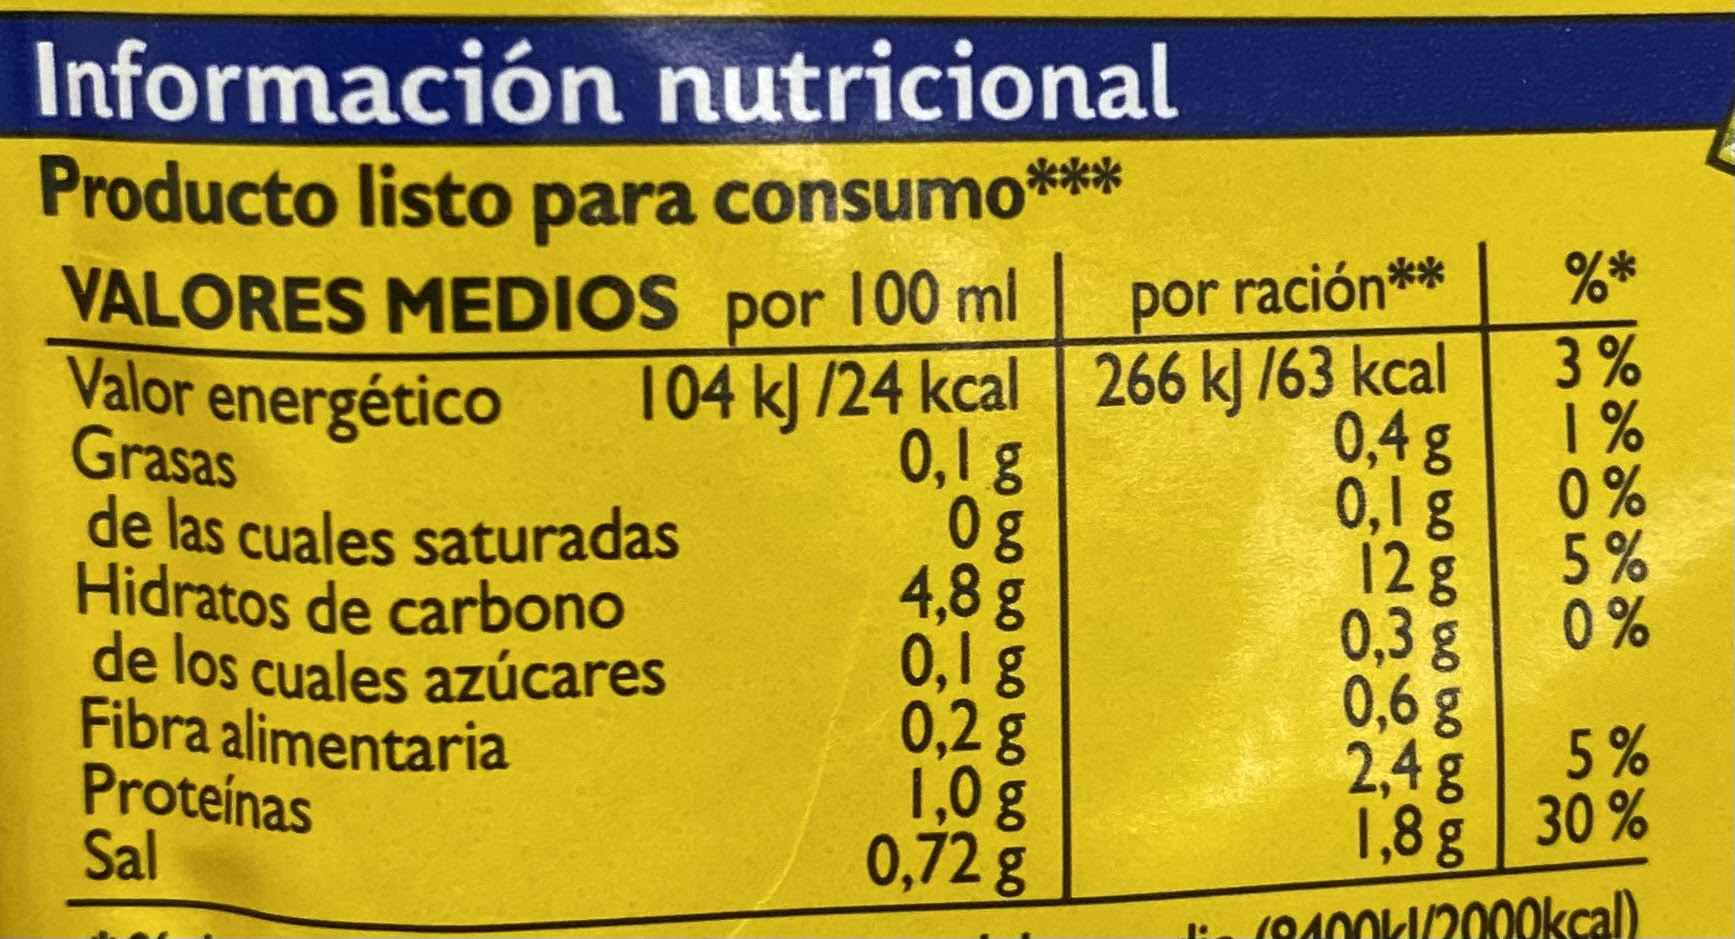 Información nutricional
Producto listo para consumo***
VALORES MEDIOS por 100 ml por ración** %*
Valor energético 104 kJ /24 kcal 266 kJ /63 kcal 3 %
Grasas 0,1 g 0,4 g 1 %
de las cuales saturadas 0 g 0,1 g 0 %
Hidratos de carbono 4,8 g 12 g 5 %
de los cuales azúcares 0,1 g 0,3 g 0 %
Fibra alimentaria 0,2 g 0,6 g
Proteínas 1,0 g 2,4 g 5 %
Sal 0,72 g 1,8 g 30 %
(8400kJ/2000kcal)